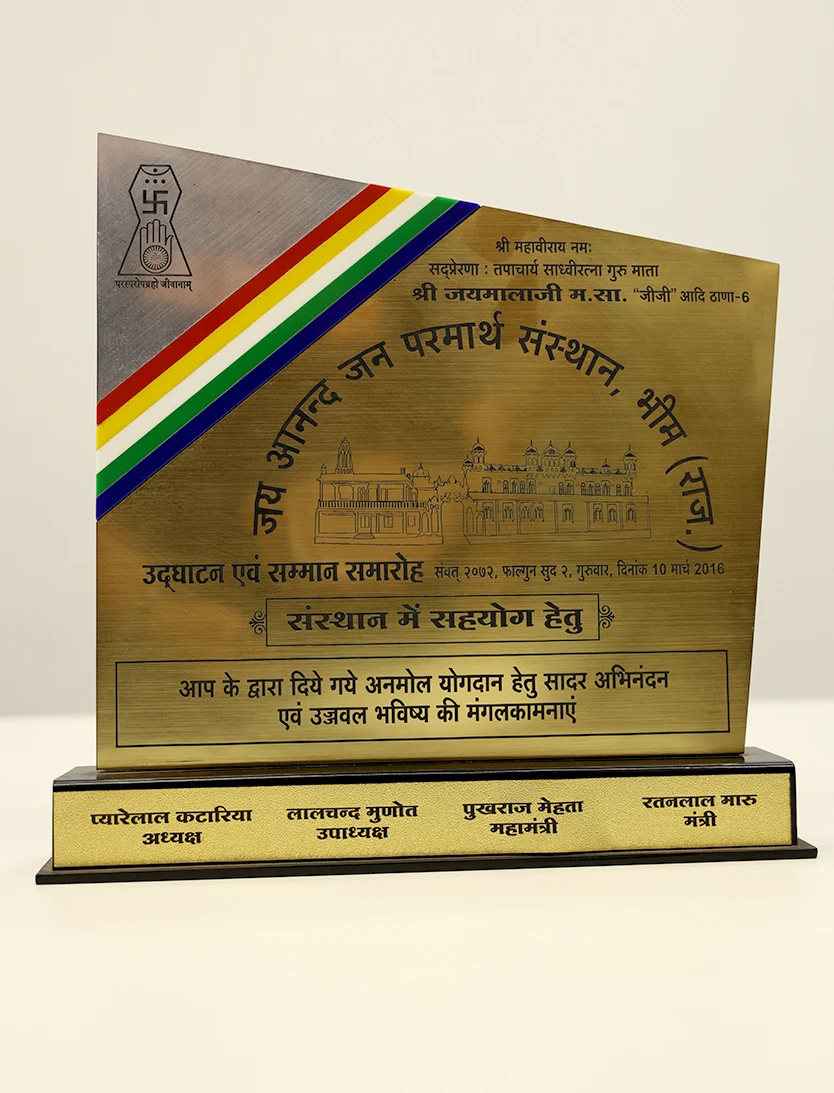 परस्परोपग्रहो जीवानाम्
श्री महावीराय नमः
सद्प्रेरणा : तपाचार्य साध्वीरत्ना गुरु माता
श्री जयमालाजी म.सा. "जीजी" आदि ठाणा-6
जय आनन्द जन परमार्थ संस्थान, भीम (राज.)
उद्घाटन एवं सम्मान समारोह संवत् २०७२, फाल्गुन सुद २, गुरुवार, दिनांक 10 मार्च 2016
संस्थान में सहयोग हेतु
आप के द्वारा दिये गये अनमोल योगदान हेतु सादर अभिनंदन
एवं उज्जवल भविष्य की मंगलकामनाएं
प्यारेलाल कटारिया
अध्यक्ष
लालचन्द मुणोत
उपाध्यक्ष
पुखराज मेहता
महामंत्री
रतनलाल मारु
मंत्री